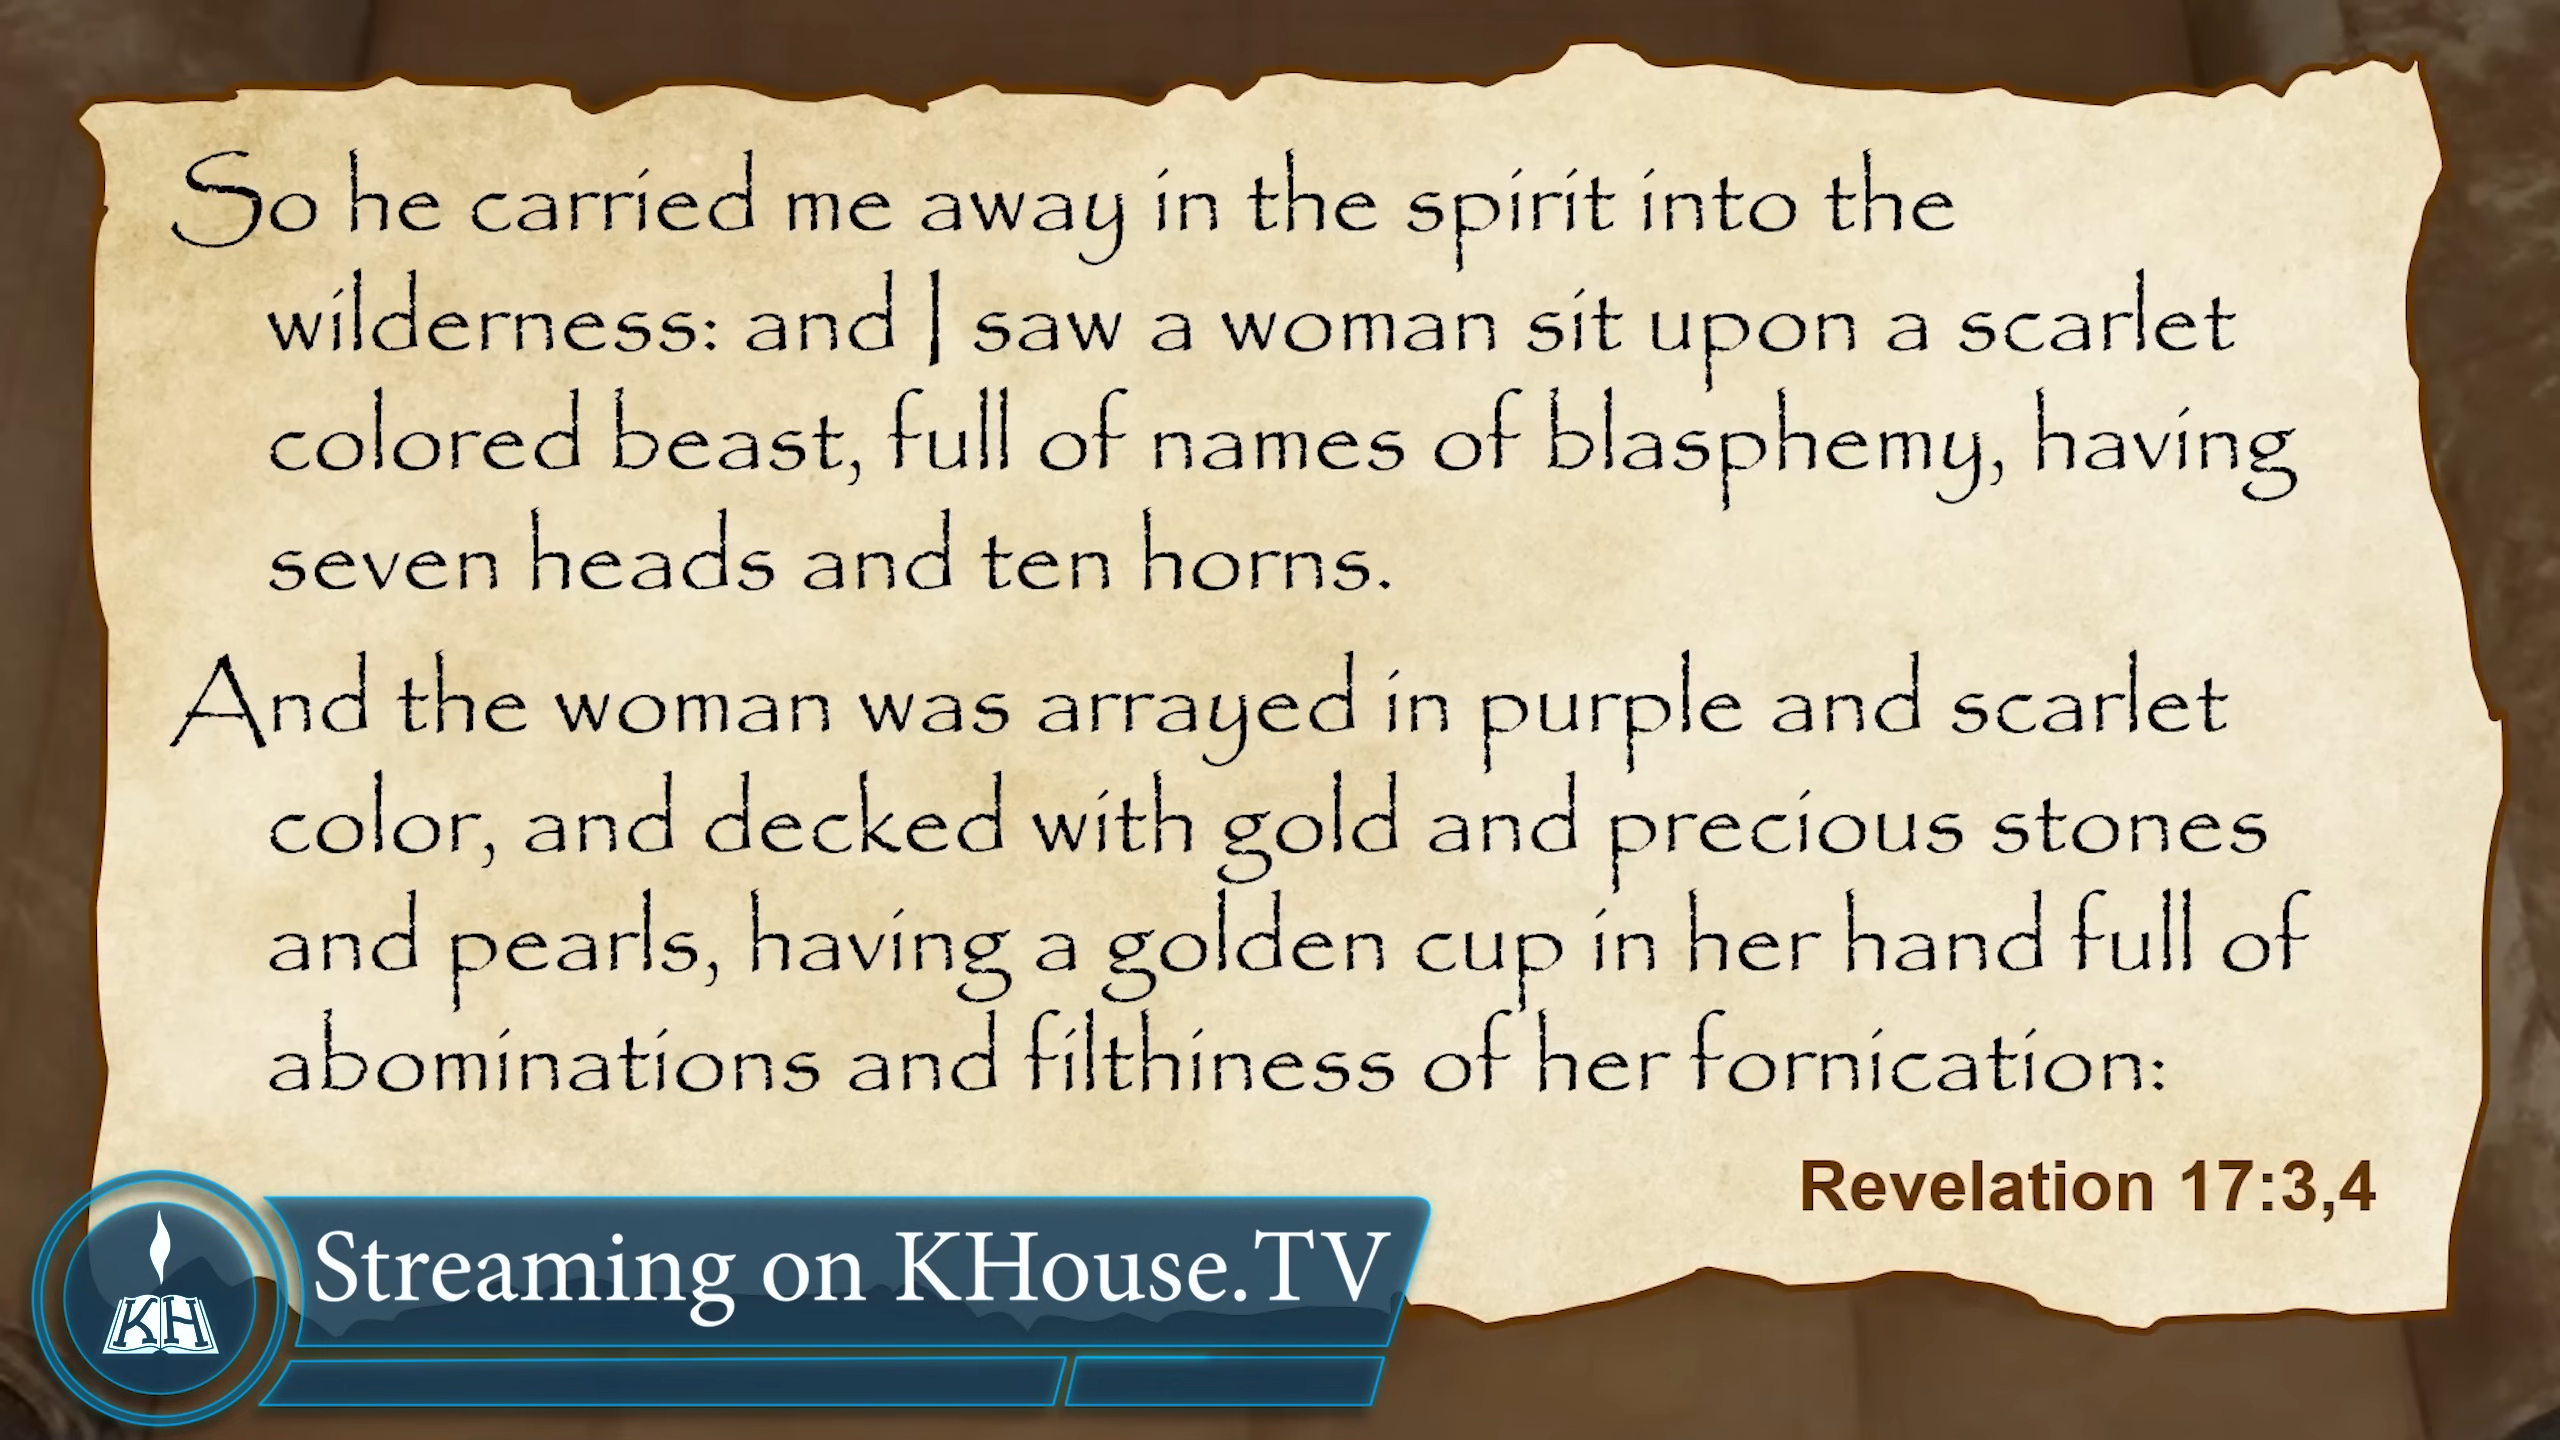 So he carried me away in the spirit into the
wilderness: and I saw a woman sit upon a scarlet
colored beast, full of names of blasphemy, having
seven heads and ten horns.
And the woman was arrayed in purple and scarlet
color, and decked with gold and precious stones
and pearls, having a golden cup in her hand full of
abominations and filthiness of her fornication:
Revelation 17:3,4
Streaming on KHouse.TV
KH